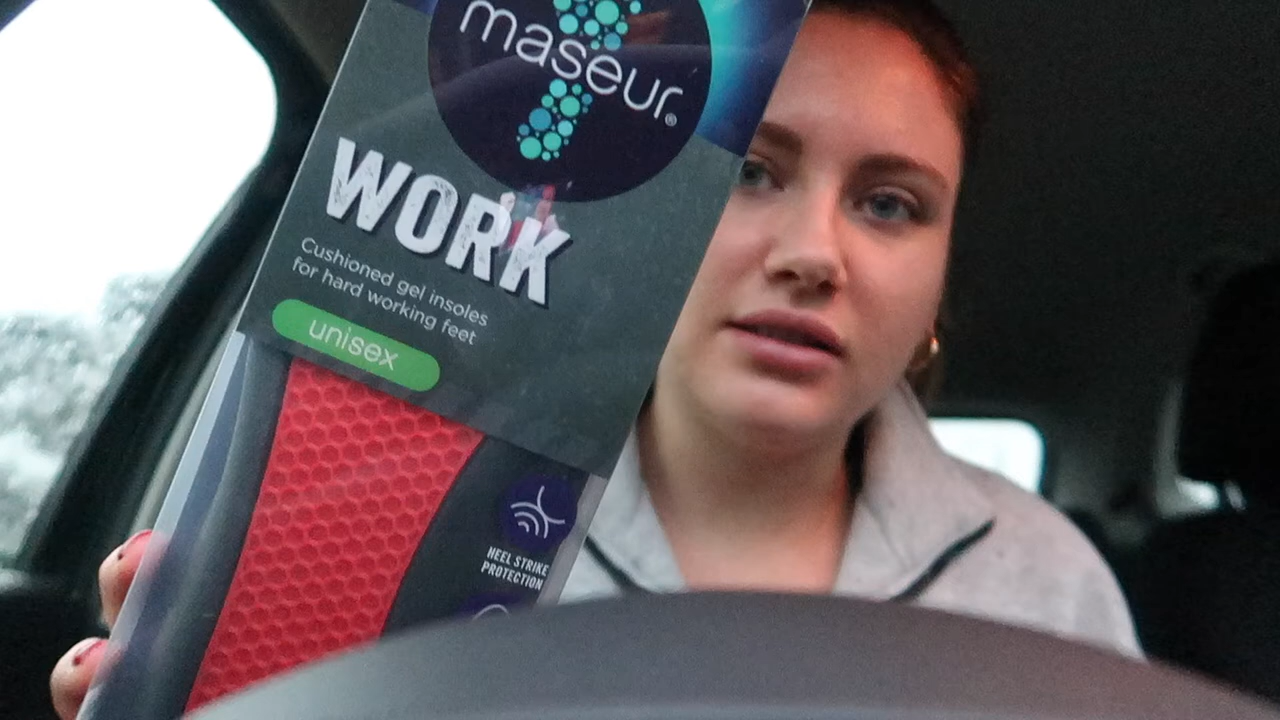 maseur®
WORK
Cushioned gel insoles
for hard working feet
unisex
HEEL STRIKE
PROTECTION